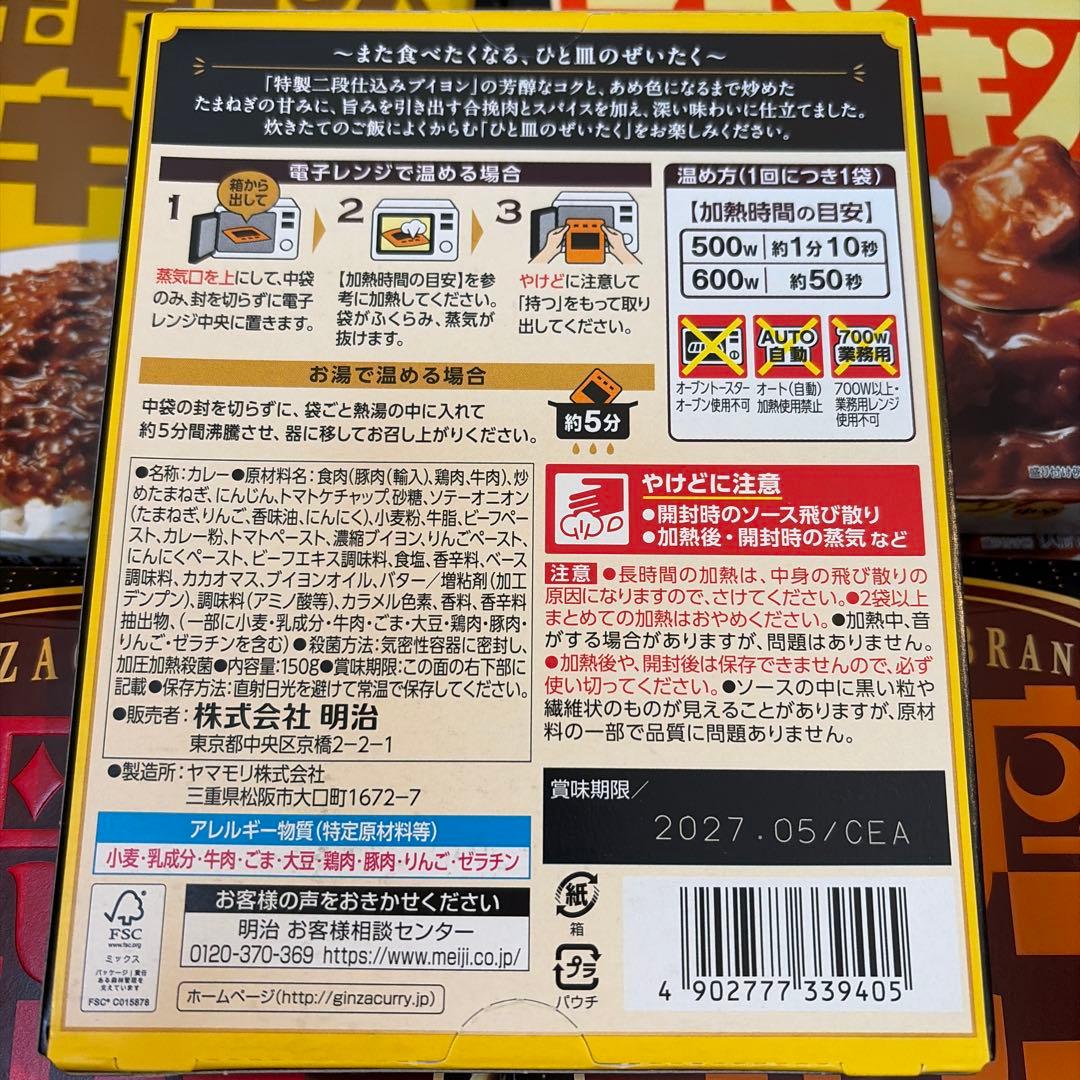 〜また食べたくなる、ひと皿のぜいたく〜
「特製二段仕込みブイヨン」の芳醇なコクと、あめ色になるまで炒めた
たまねぎの甘みに、旨みを引き出す合挽肉とスパイスを加え、深い味わいに仕立てました。
炊きたてのご飯によくからむ「ひと皿のぜいたく」をお楽しみください。
電子レンジで温める場合
1
箱から
出して
蒸気口を上にして、中袋
のみ、封を切らずに電子
レンジ中央に置きます。
2
【加熱時間の目安】を参
考に加熱してください。
袋がふくらみ、蒸気が
抜けます。
3
やけどに注意して
「持つ」をもって取り
出してください。
温め方(1回につき1袋)
【加熱時間の目安】
500w 約1分10秒
600w 約50秒
AUTO
自動
700w
業務用
オーブントースター
オーブン使用不可
オート(自動)
加熱使用禁止
700W以上・
業務用レンジ
使用不可
お湯で温める場合
中袋の封を切らずに、袋ごと熱湯の中に入れて
約5分間沸騰させ、器に移してお召し上がりください。
約5分
●名称:カレー●原材料名:食肉(豚肉(輸入)、鶏肉、牛肉)、炒
めたまねぎ、にんじん、トマトケチャップ、砂糖、ソテーオニオン
(たまねぎ、りんご、香味油、にんにく)、小麦粉、牛脂、ビーフペー
スト、カレー粉、トマトペースト、濃縮ブイヨン、りんごペースト、
にんにくペースト、ビーフエキス調味料、食塩、香辛料、ベース
調味料、カカオマス、ブイヨンオイル、バター／増粘剤(加工
デンプン)、調味料(アミノ酸等)、カラメル色素、香料、香辛料
抽出物、(一部に小麦・乳成分・牛肉・ごま・大豆・鶏肉・豚肉・
りんご・ゼラチンを含む)●殺菌方法:気密性容器に密封し、
加圧加熱殺菌●内容量:150g●賞味期限:この面の右下部に
記載●保存方法:直射日光を避けて常温で保存してください。
●販売者:株式会社 明治
東京都中央区京橋2-2-1
●製造所:ヤマモリ株式会社
三重県松阪市大口町1672-7
アレルギー物質(特定原材料等)
小麦・乳成分・牛肉・ごま・大豆・鶏肉・豚肉・りんご・ゼラチン
やけどに注意
●開封時のソース飛び散り
●加熱後・開封時の蒸気 など
注意 ●長時間の加熱は、中身の飛び散りの
原因になりますので、さけてください。●2袋以上
まとめての加熱はおやめください。●加熱中、音
がする場合がありますが、問題はありません。
●加熱後や、開封後は保存できませんので、必ず
使い切ってください。●ソースの中に黒い粒や
繊維状のものが見えることがありますが、原材
料の一部で品質に問題ありません。
賞味期限/
2027.05/CEA
FSC
www.fsc.org
ミックス
パッケージ｜責任
ある森林管理を
支えています
FSC® C015878
お客様の声をおきかせください
明治 お客様相談センター
0120-370-369 https://www.meiji.co.jp/
ホームページ(http://ginzacurry.jp)
紙
箱
プラ
パウチ
4 902777 339405
BRAN
ZA